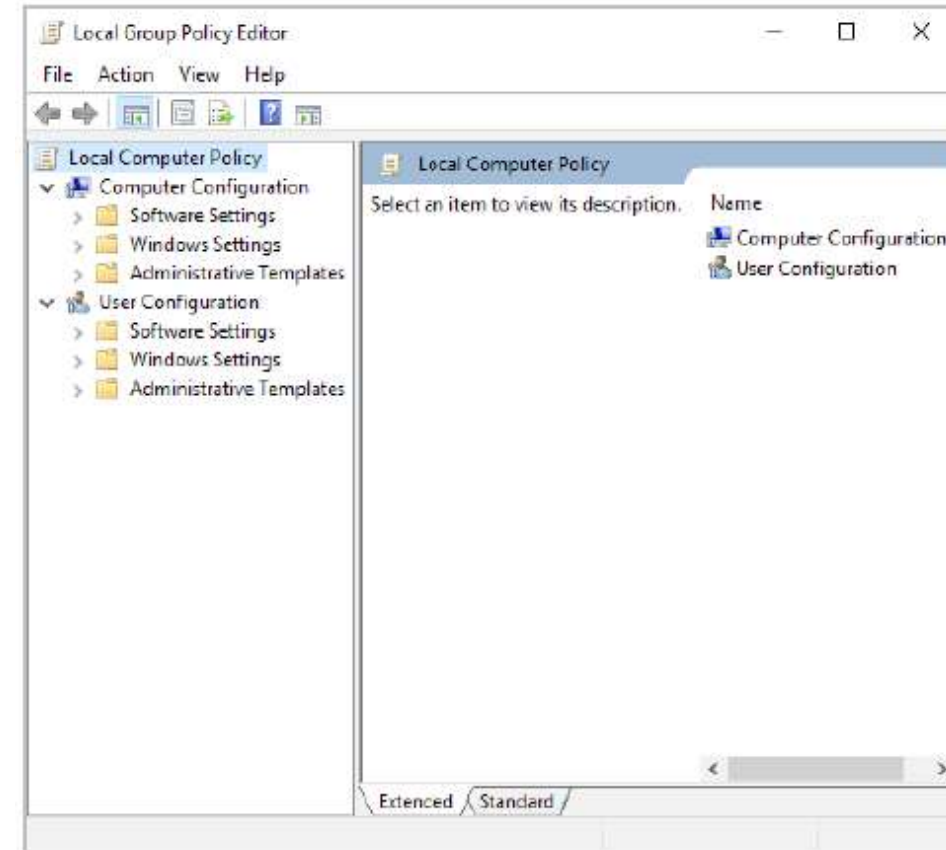 Local Group Policy Editor
File Action View Help
Local Computer Policy
Computer Configuration
Software Settings
Windows Settings
Administrative Templates
User Configuration
Software Settings
Windows Settings
Administrative Templates
Local Computer Policy
Select an item to view its description.
Name
Computer Configuration
User Configuration
Extended Standard